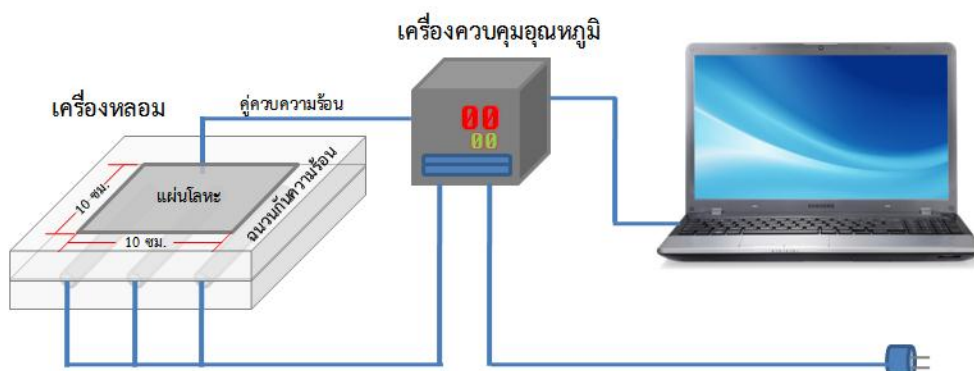 เครื่องควบคุมอุณหภูมิ
เครื่องหลอม
คู่ควบความร้อน
00
00
แผ่นโลหะ
10 ซม.
10 ซม.
ฉนวนกันความร้อน
SAMSUNG